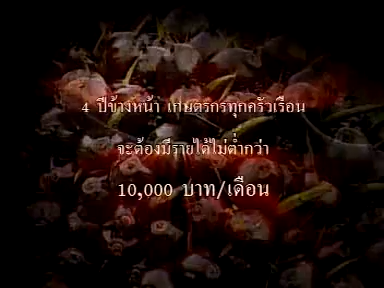 4 ปีข้างหน้า เกษตรกรทุกครัวเรือน
จะต้องมีรายได้ไม่ต่ำกว่า
10,000 บาท/เดือน